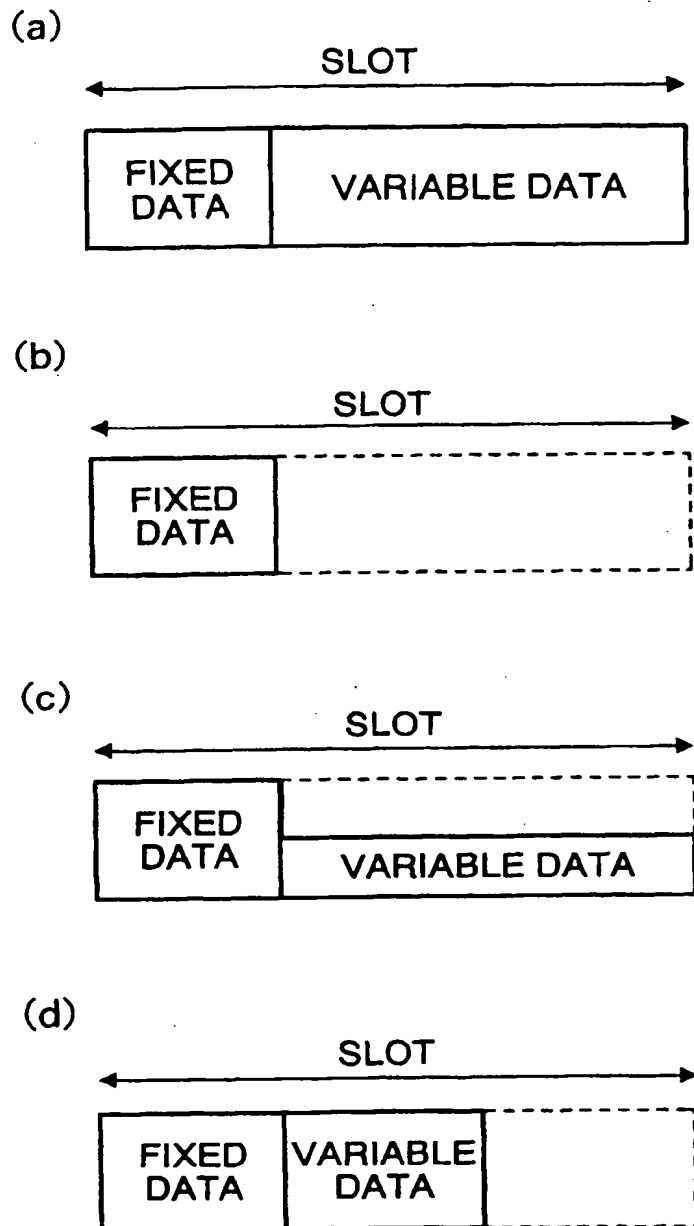 (a)
SLOT
FIXED
DATA
VARIABLE DATA
(b)
SLOT
FIXED
DATA
(c)
SLOT
FIXED
DATA
VARIABLE DATA
(d)
SLOT
FIXED
DATA
VARIABLE
DATA